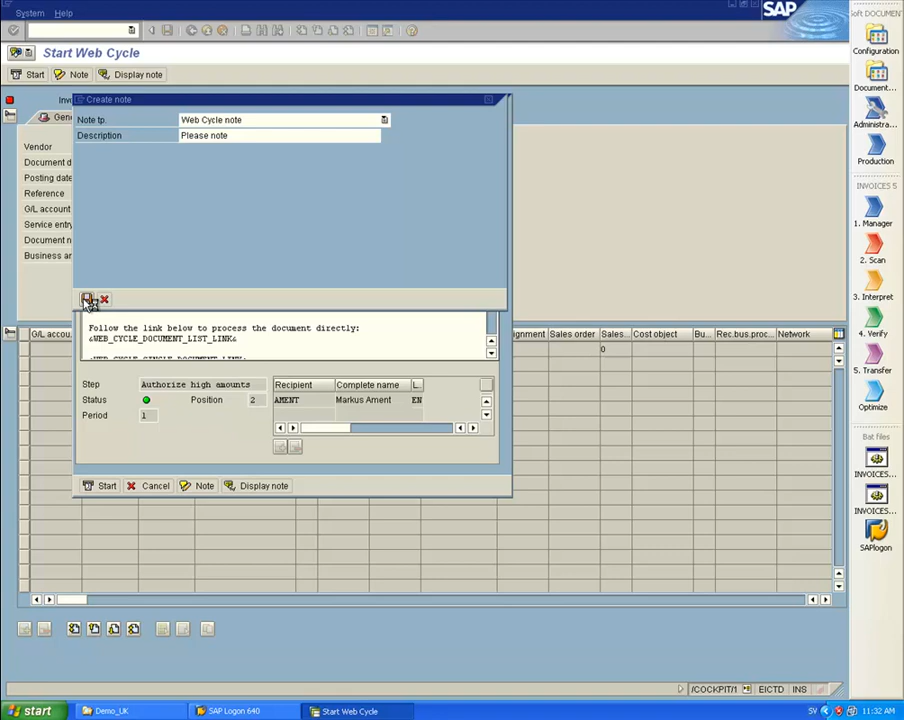 System Help
SAP
oft DOCUMEN
Start Web Cycle
Configuration
Start Note Display note
Document...
Create note
Invo
Note tp. Web Cycle note
Gene
Administra...
Description Please note
Vendor
Document d
Production
Posting date
INVOICES 5
Reference
G/L account
1. Manager
Service entry
Document n
2. Scan
Business ar
3. Interpret
Follow the link below to process the document directly:
&WEB_CYCLE_DOCUMENT_LIST_LINK&
4. Verify
G/L accou... ignment Sales order Sales... Cost object Bu... Rec.bus.proc... Network
0
5. Transfer
Step Authorize high amounts Recipient Complete name L...
Status Position 2 AMENT Markus Ament EN
Optimize
Period 1
Bat files
INVOICES...
Start Cancel Note Display note
INVOICES...
SAPlogon
/COCKPIT/1 EICTD INS
start Demo_UK SAP Logon 640 Start Web Cycle SV 11:32 AM